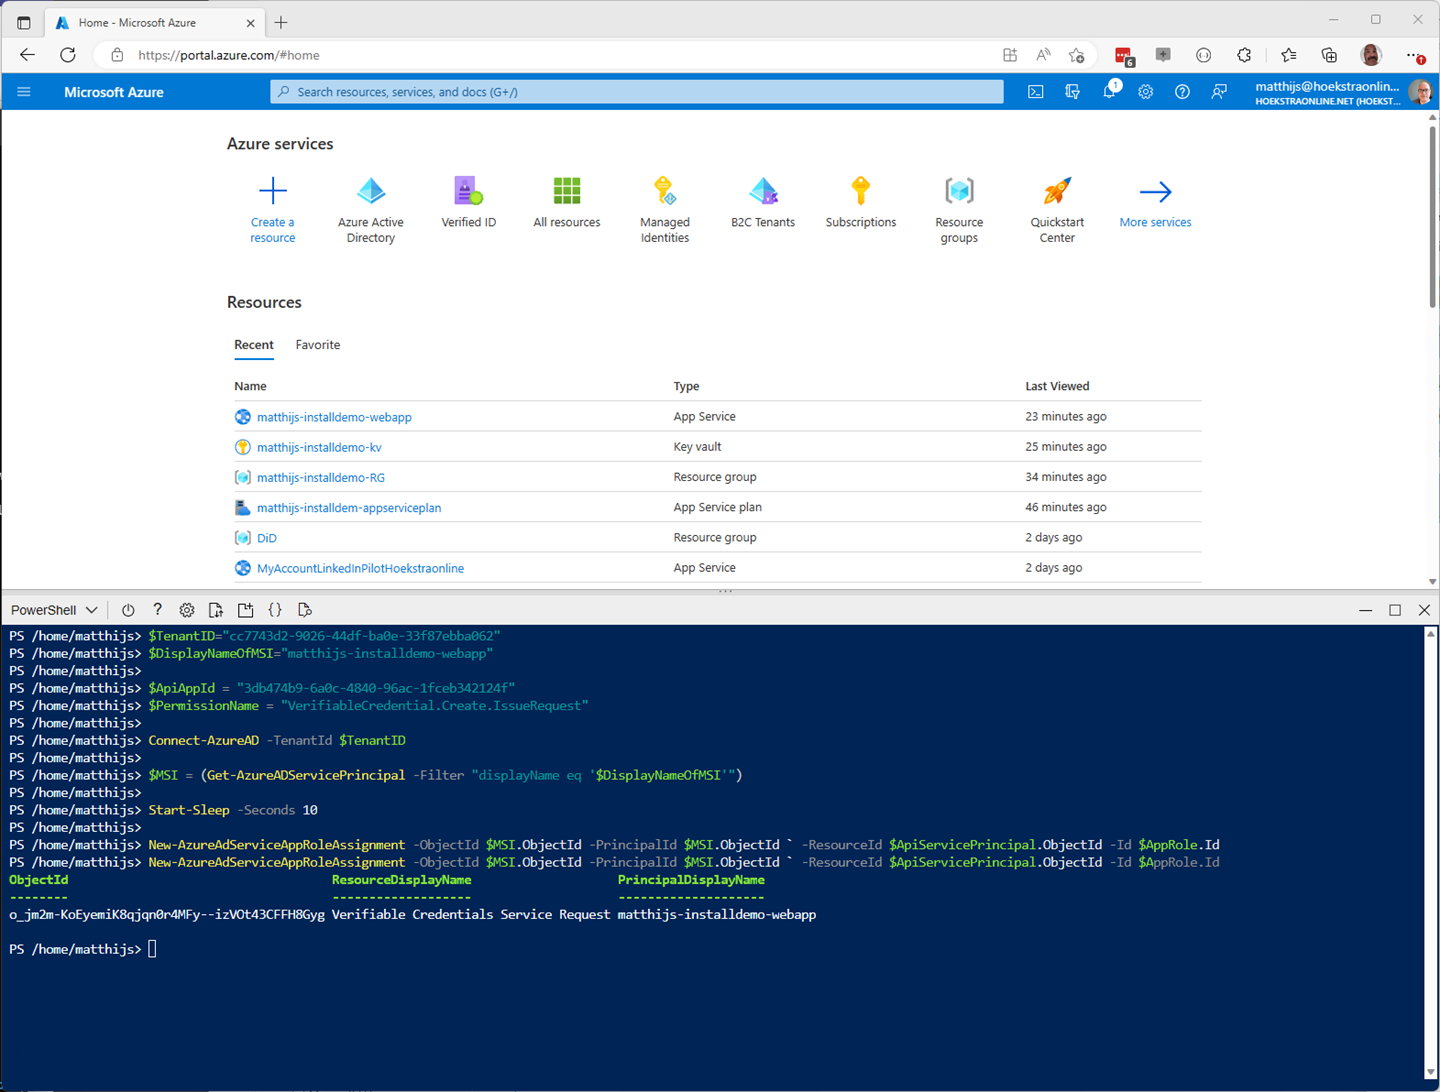 Home - Microsoft Azure
https://portal.azure.com/#home
6
Microsoft Azure
Search resources, services, and docs (G+/)
1
matthijs@hoekstraonlin...
HOEKSTRAONLINE.NET (HOEKST...
Azure services
Create a resource
Azure Active Directory
Verified ID
All resources
Managed Identities
B2C Tenants
Subscriptions
Resource groups
Quickstart Center
More services
Resources
Recent Favorite
Name Type Last Viewed
matthijs-installdemo-webapp App Service 23 minutes ago
matthijs-installdemo-kv Key vault 25 minutes ago
matthijs-installdemo-RG Resource group 34 minutes ago
matthijs-installdem-appserviceplan App Service plan 46 minutes ago
DiD Resource group 2 days ago
MyAccountLinkedInPilotHoekstraonline App Service 2 days ago
PowerShell
PS /home/matthijs> $TenantID="cc7743d2-9026-44df-ba0e-33f87ebba062"
PS /home/matthijs> $DisplayNameOfMSI="matthijs-installdemo-webapp"
PS /home/matthijs>
PS /home/matthijs> $ApiAppId = "3db474b9-6a0c-4840-96ac-1fceb342124f"
PS /home/matthijs> $PermissionName = "VerifiableCredential.Create.IssueRequest"
PS /home/matthijs>
PS /home/matthijs> Connect-AzureAD -TenantId $TenantID
PS /home/matthijs>
PS /home/matthijs> $MSI = (Get-AzureADServicePrincipal -Filter "displayName eq '$DisplayNameOfMSI'")
PS /home/matthijs>
PS /home/matthijs> Start-Sleep -Seconds 10
PS /home/matthijs>
PS /home/matthijs> New-AzureAdServiceAppRoleAssignment -ObjectId $MSI.ObjectId -PrincipalId $MSI.ObjectId ` -ResourceId $ApiServicePrincipal.ObjectId -Id $AppRole.Id
PS /home/matthijs> New-AzureAdServiceAppRoleAssignment -ObjectId $MSI.ObjectId -PrincipalId $MSI.ObjectId ` -ResourceId $ApiServicePrincipal.ObjectId -Id $AppRole.Id
ObjectId ResourceDisplayName PrincipalDisplayName
-------- ------------------- --------------------
o_jm2m-KoEyemiK8qjqn0r4MFy--izVOt43CFFH8Gyg Verifiable Credentials Service Request matthijs-installdemo-webapp
PS /home/matthijs>